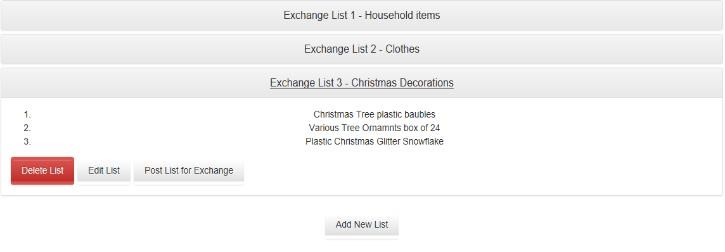 Exchange List 1 - Household items
Exchange List 2 - Clothes
Exchange List 3 - Christmas Decorations
1. Christmas Tree plastic baubles
2. Various Tree Ornamnts box of 24
3. Plastic Christmas Glitter Snowflake
Delete List Edit List Post List for Exchange
Add New List